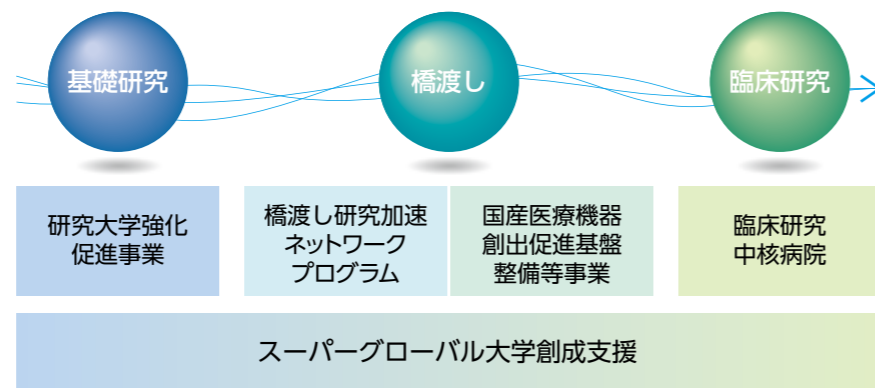 基礎研究
橋渡し
臨床研究
研究大学強化
促進事業
橋渡し研究加速
ネットワーク
プログラム
国産医療機器
創出促進基盤
整備等事業
臨床研究
中核病院
スーパーグローバル大学創成支援